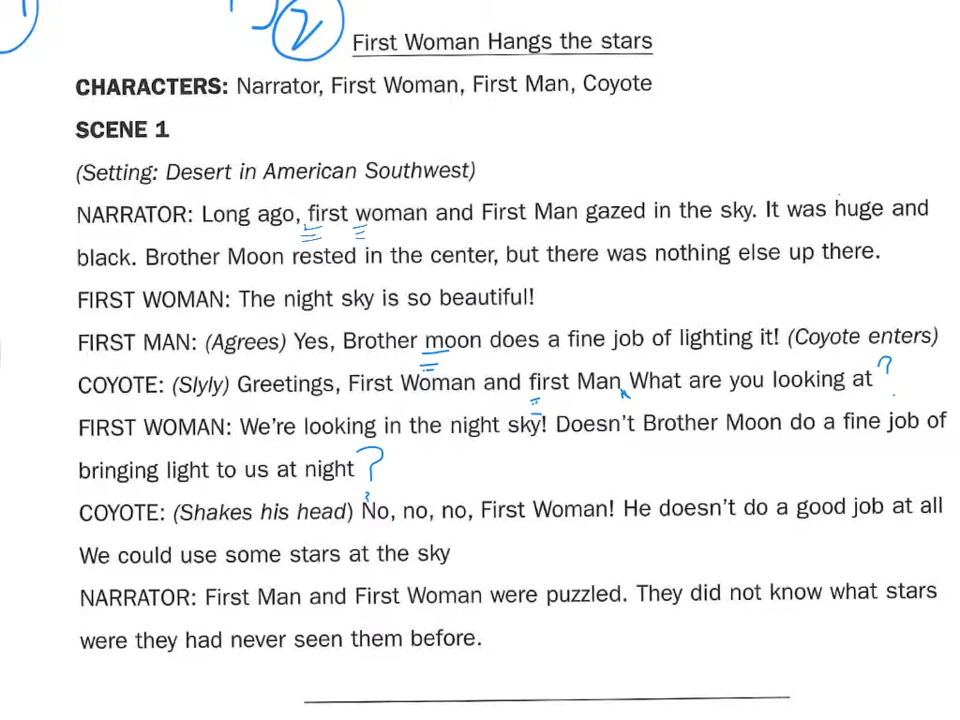 2
First Woman Hangs the stars
CHARACTERS: Narrator, First Woman, First Man, Coyote
SCENE 1
(Setting: Desert in American Southwest)
NARRATOR: Long ago, first woman and First Man gazed in the sky. It was huge and
black. Brother Moon rested in the center, but there was nothing else up there.
FIRST WOMAN: The night sky is so beautiful!
FIRST MAN: (Agrees) Yes, Brother moon does a fine job of lighting it! (Coyote enters)
COYOTE: (Slyly) Greetings, First Woman and first Man What are you looking at ?
FIRST WOMAN: We're looking in the night sky! Doesn't Brother Moon do a fine job of
bringing light to us at night ?
COYOTE: (Shakes his head) No, no, no, First Woman! He doesn't do a good job at all
We could use some stars at the sky
NARRATOR: First Man and First Woman were puzzled. They did not know what stars
were they had never seen them before.